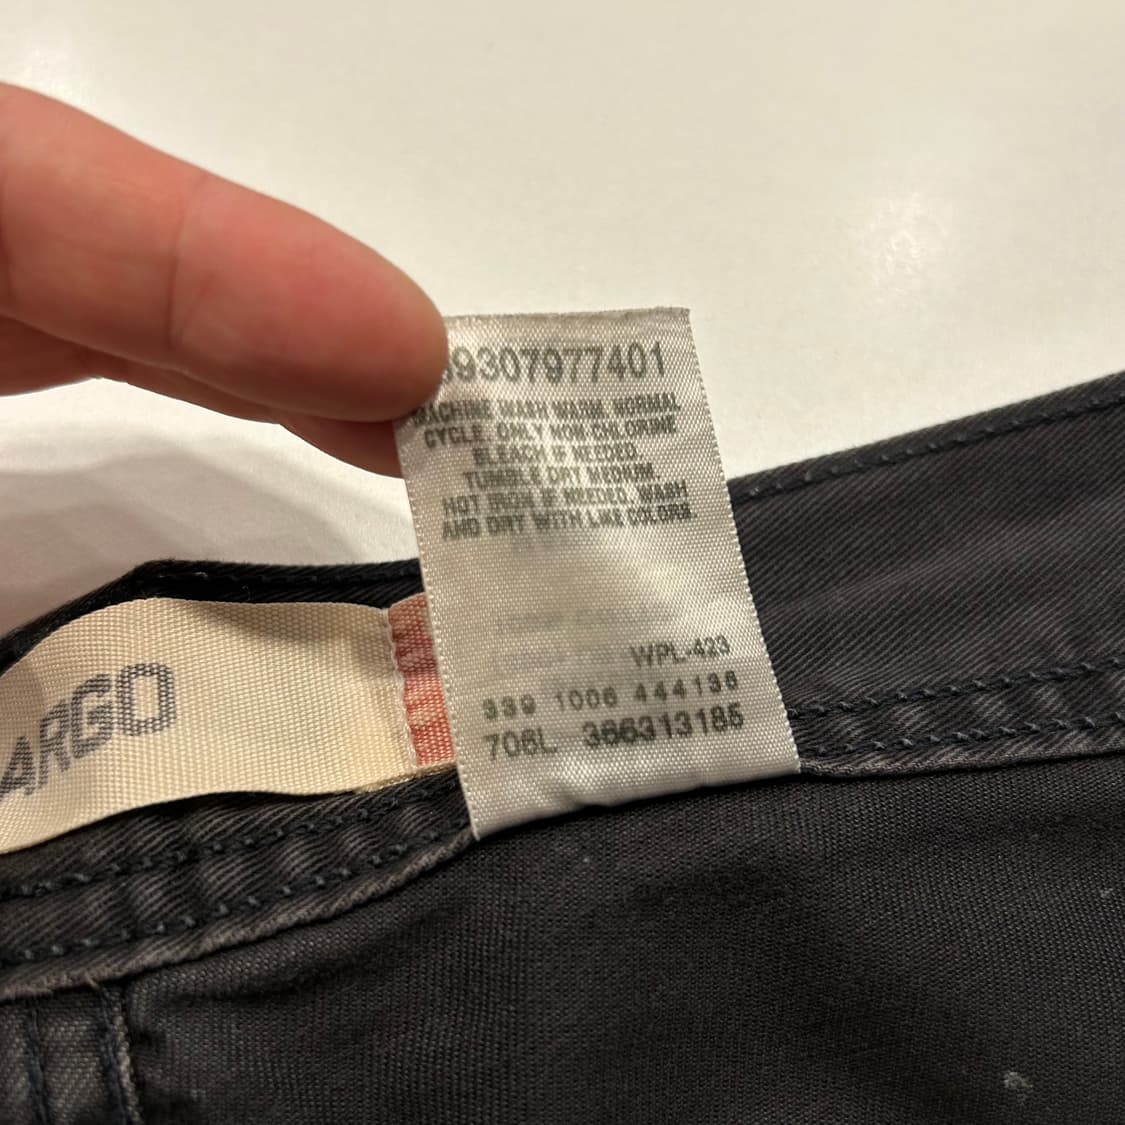 9307977401
MACHINE WASH WARM, NORMAL
CYCLE. ONLY NON CHLORINE
BLEACH IF NEEDED.
TUMBLE DRY MEDIUM
HOT IRON IF NEEDED, WASH
AND DRY WITH LIKE COLORS
WPL-423
339 1006 444136
706L 366313185
ARGO